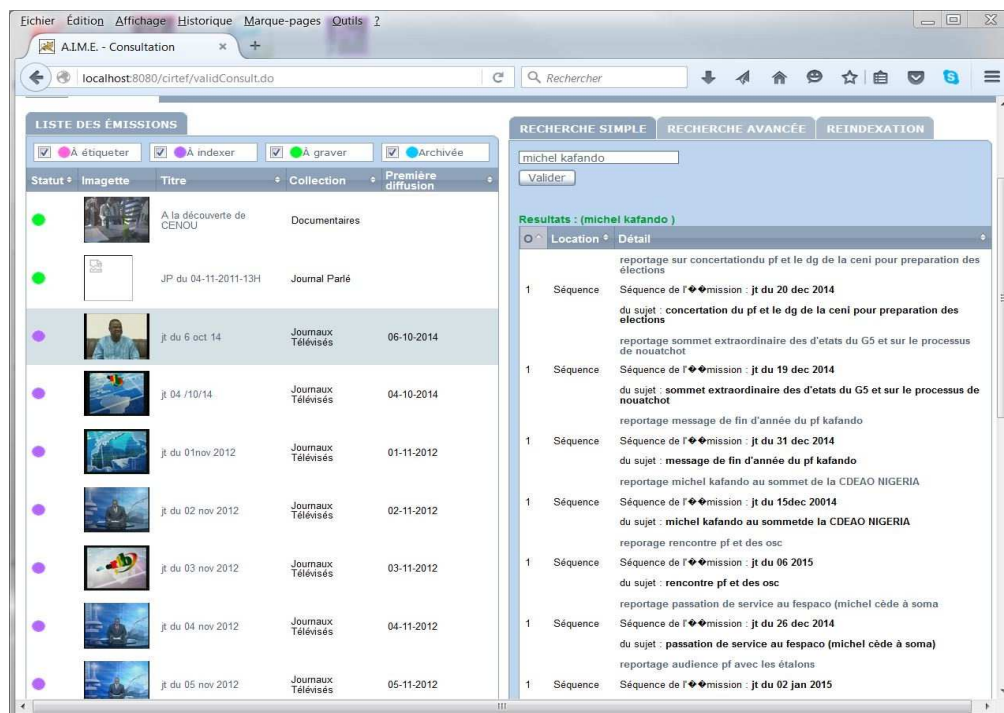 Fichier Édition Affichage Historique Marque-pages Outils ?
A.I.M.E. - Consultation × +
localhost:8080/cirtef/validConsult.do
Rechercher
LISTE DES ÉMISSIONS
À étiqueter À indexer À graver Archivée
Statut Imagette Titre Collection Première diffusion
A la découverte de
CENOU
Documentaires
JP du 04-11-2011-13H Journal Parlé
jt du 6 oct 14 Journaux Télévisés 06-10-2014
jt 04 /10/14 Journaux Télévisés 04-10-2014
jt du 01nov 2012 Journaux Télévisés 01-11-2012
jt du 02 nov 2012 Journaux Télévisés 02-11-2012
jt du 03 nov 2012 Journaux Télévisés 03-11-2012
jt du 04 nov 2012 Journaux Télévisés 04-11-2012
jt du 05 nov 2012 Journaux Télévisés 05-11-2012
RECHERCHE SIMPLE RECHERCHE AVANCÉE REINDEXATION
michel kafando
Valider
Resultats : (michel kafando )
O Location Détail
reportage sur concertationdu pf et le dg de la ceni pour preparation des
élections
1 Séquence Séquence de l'��mission : jt du 20 dec 2014
du sujet : concertation du pf et le dg de la ceni pour preparation des
elections
reportage sommet extraordinaire des d'etats du G5 et sur le processus
de nouatchot
1 Séquence Séquence de l'��mission : jt du 19 dec 2014
du sujet : sommet extraordinaire des d'etats du G5 et sur le processus de
nouatchot
reportage message de fin d'année du pf kafando
1 Séquence Séquence de l'��mission : jt du 31 dec 2014
du sujet : message de fin d'année du pf kafando
reportage michel kafando au sommet de la CDEAO NIGERIA
1 Séquence Séquence de l'��mission : jt du 15dec 20014
du sujet : michel kafando au sommetde la CDEAO NIGERIA
reporage rencontre pf et des osc
1 Séquence Séquence de l'��mission : jt du 06 2015
du sujet : rencontre pf et des osc
reportage passation de service au fespaco (michel cède à soma
1 Séquence Séquence de l'��mission : jt du 26 dec 2014
du sujet : passation de service au fespaco (michel cède à soma)
reportage audience pf avec les étalons
1 Séquence Séquence de l'��mission : jt du 02 jan 2015